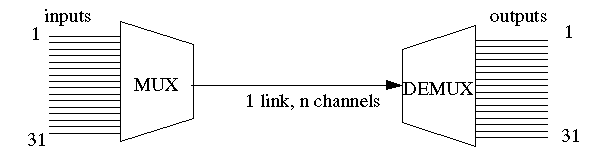 inputs
outputs
1
1
MUX
DEMUX
1 link, n channels
31
31